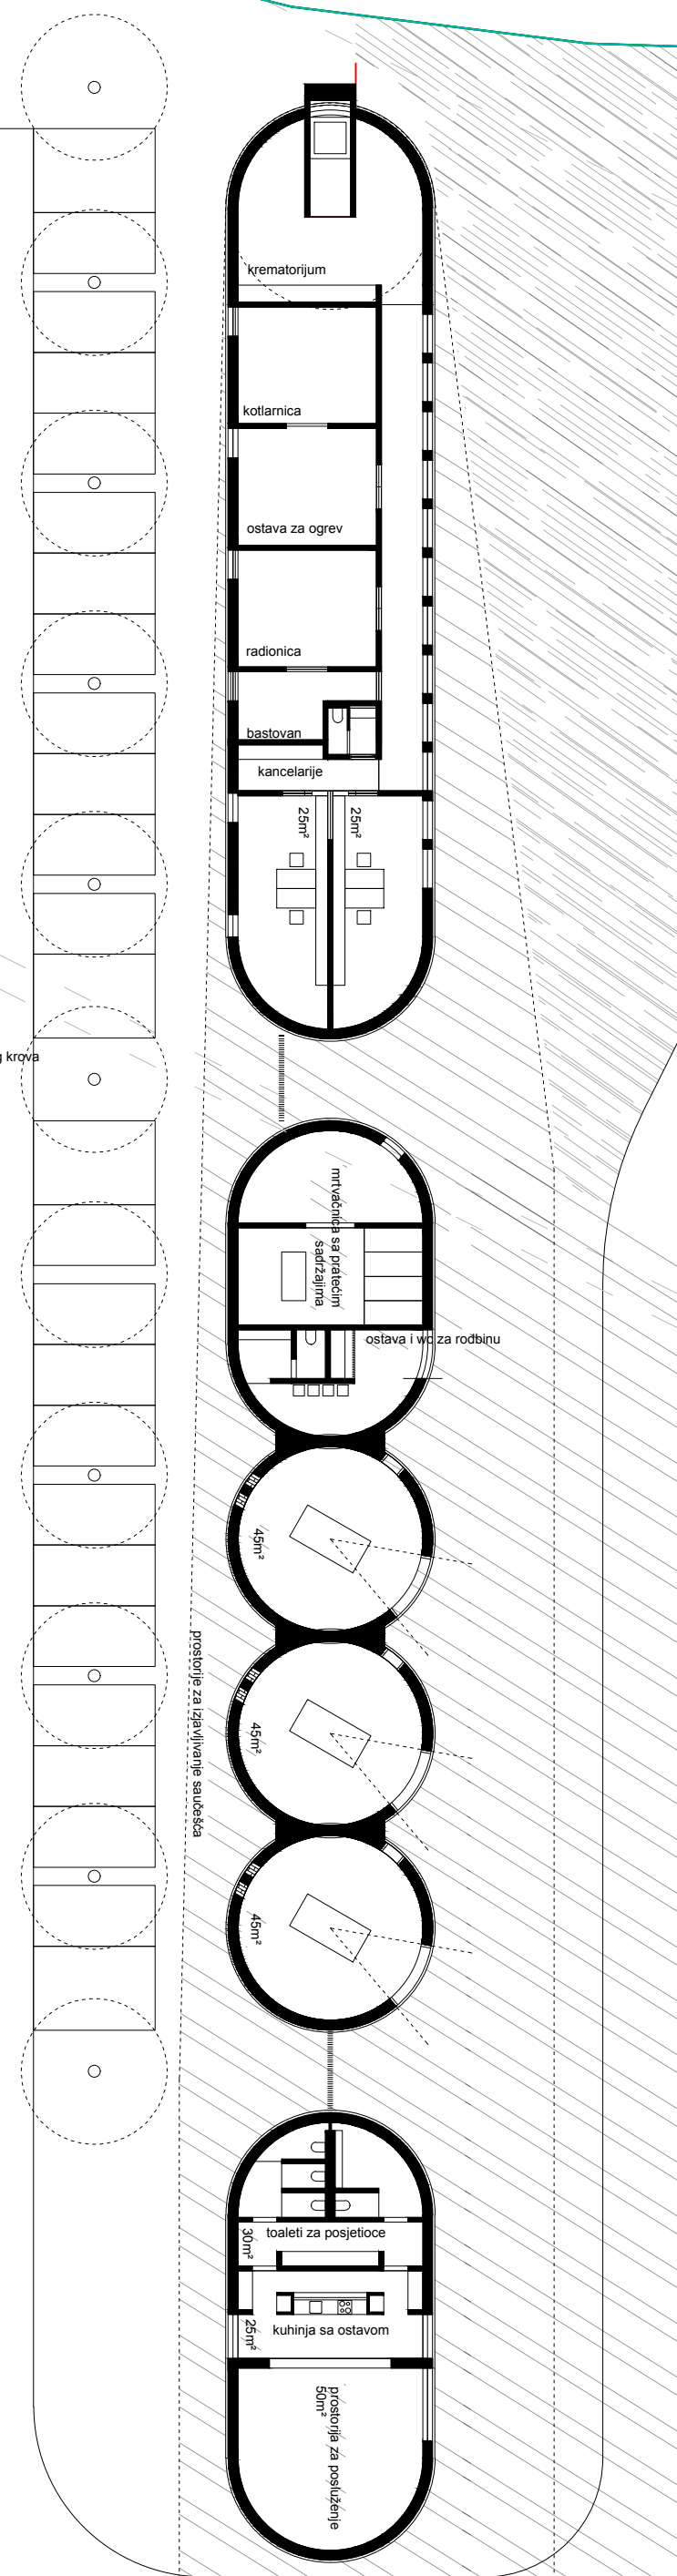 krematorijum
kotlarnica
ostava za ogrev
radionica
bastovan
kancelarije
25m²
25m²
g krova
mrtvačnica sa pratećim
sadržajima
ostava i wc za rodbinu
45m²
prostorije za izjavljivanje saučešća
45m²
45m²
toaleti za posjetioce
30m²
25m²
kuhinja sa ostavom
prostorija za posluženje
50m²